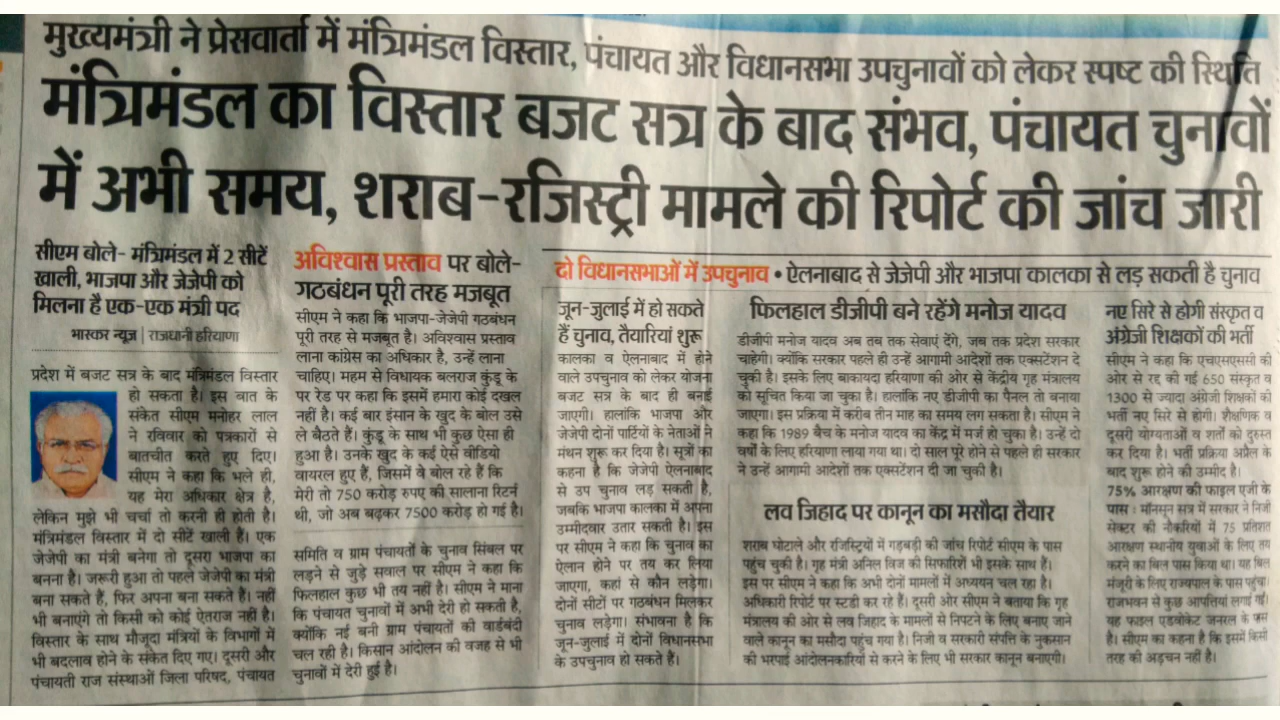 मुख्यमंत्री ने प्रेसवार्ता में मंत्रिमंडल विस्तार, पंचायत और विधानसभा उपचुनावों को लेकर स्पष्ट की स्थिति
मंत्रिमंडल का विस्तार बजट सत्र के बाद संभव, पंचायत चुनावों
में अभी समय, शराब-रजिस्ट्री मामले की रिपोर्ट की जांच जारी
सीएम बोले- मंत्रिमंडल में 2 सीटें
खाली, भाजपा और जेजेपी को
मिलना है एक-एक मंत्री पद
भास्कर न्यूज | राजधानी हरियाणा
प्रदेश में बजट सत्र के बाद मंत्रिमंडल विस्तार
हो सकता है। इस बात के
संकेत सीएम मनोहर लाल
ने रविवार को पत्रकारों से
बातचीत करते हुए दिए।
सीएम ने कहा कि भले ही,
यह मेरा अधिकार क्षेत्र है,
लेकिन मुझे भी चर्चा तो करनी ही होती है।
मंत्रिमंडल विस्तार में दो सीटें खाली हैं। एक
जेजेपी का मंत्री बनेगा तो दूसरा भाजपा का
बनना है। जरूरी हुआ तो पहले जेजेपी का मंत्री
बना सकते हैं, फिर अपना बना सकते हैं। नहीं
भी बनाएंगे तो किसी को कोई ऐतराज नहीं है।
विस्तार के साथ मौजूदा मंत्रियों के विभागों में
भी बदलाव होने के संकेत दिए गए। दूसरी और
पंचायती राज संस्थाओं जिला परिषद, पंचायत
अविश्वास प्रस्ताव पर बोले-
गठबंधन पूरी तरह मजबूत
सीएम ने कहा कि भाजपा-जेजेपी गठबंधन
पूरी तरह से मजबूत है। अविश्वास प्रस्ताव
लाना कांग्रेस का अधिकार है, उन्हें लाना
चाहिए। महम से विधायक बलराज कुंडू के
पर रेड पर कहा कि इसमें हमारा कोई दखल
नहीं है। कई बार इंसान के खुद के बोल उसे
ले बैठते हैं। कुंडू के साथ भी कुछ ऐसा ही
हुआ है। उनके खुद के कई ऐसे वीडियो
वायरल हुए हैं, जिसमें वे बोल रहे हैं कि
मेरी तो 750 करोड़ रुपए की सालाना रिटर्न
थी, जो अब बढ़कर 7500 करोड़ हो गई है।
समिति व ग्राम पंचायतों के चुनाव सिंबल पर
लड़ने से जुड़े सवाल पर सीएम ने कहा कि
फिलहाल कुछ भी तय नहीं है। सीएम ने माना
कि पंचायत चुनावों में अभी देरी हो सकती है,
क्योंकि नई बनी ग्राम पंचायतों की वार्डबंदी
चल रही है। किसान आंदोलन की वजह से भी
चुनावों में देरी हुई है।
दो विधानसभाओं में उपचुनाव • ऐलनाबाद से जेजेपी और भाजपा कालका से लड़ सकती है चुनाव
जून-जुलाई में हो सकते
हैं चुनाव, तैयारियां शुरू
कालका व ऐलनाबाद में होने
वाले उपचुनाव को लेकर योजना
बजट सत्र के बाद ही बनाई
जाएगी। हालांकि भाजपा और
जेजेपी दोनों पार्टियों के नेताओं ने
मंथन शुरू कर दिया है। सूत्रों का
कहना है कि जेजेपी ऐलनाबाद
से उप चुनाव लड़ सकती है,
जबकि भाजपा कालका में अपना
उम्मीदवार उतार सकती है। इस
पर सीएम ने कहा कि चुनाव का
ऐलान होने पर तय कर लिया
जाएगा, कहां से कौन लड़ेगा।
दोनों सीटों पर गठबंधन मिलकर
चुनाव लड़ेगा। संभावना है कि
जून-जुलाई में दोनों विधानसभा
के उपचुनाव हो सकते हैं।
फिलहाल डीजीपी बने रहेंगे मनोज यादव
डीजीपी मनोज यादव अब तब तक सेवाएं देंगे, जब तक प्रदेश सरकार
चाहेगी। क्योंकि सरकार पहले ही उन्हें आगामी आदेशों तक एक्सटेंशन दे
चुकी है। इसके लिए बाकायदा हरियाणा की ओर से केंद्रीय गृह मंत्रालय
को सूचित किया जा चुका है। हालांकि नए डीजीपी का पैनल तो बनाया
जाएगा। इस प्रक्रिया में करीब तीन माह का समय लग सकता है। सीएम ने
कहा कि 1989 बैच के मनोज यादव का केंद्र में मर्ज हो चुका है। उन्हें दो
वर्षों के लिए हरियाणा लाया गया था। दो साल पूरे होने से पहले ही सरकार
ने उन्हें आगामी आदेशों तक एक्सटेंशन दी जा चुकी है।
लव जिहाद पर कानून का मसौदा तैयार
शराब घोटाले और रजिस्ट्रियों में गड़बड़ी की जांच रिपोर्ट सीएम के पास
पहुंच चुकी है। गृह मंत्री अनिल विज की सिफारिशें भी इसके साथ हैं।
इस पर सीएम ने कहा कि अभी दोनों मामलों में अध्ययन चल रहा है।
अधिकारी रिपोर्ट पर स्टडी कर रहे हैं। दूसरी ओर सीएम ने बताया कि गृह
मंत्रालय की ओर से लव जिहाद के मामलों से निपटने के लिए बनाए जाने
वाले कानून का मसौदा पहुंच गया है। निजी व सरकारी संपत्ति के नुकसान
की भरपाई आंदोलनकारियों से करने के लिए भी सरकार कानून बनाएगी।
नए सिरे से होगी संस्कृत व
अंग्रेजी शिक्षकों की भर्ती
सीएम ने कहा कि एचएसएससी की
ओर से रद्द की गई 650 संस्कृत व
1300 से ज्यादा अंग्रेजी शिक्षकों की
भर्ती नए सिरे से होगी। शैक्षणिक व
दूसरी योग्यताओं व शर्तों को दुरुस्त
कर दिया है। भर्ती प्रक्रिया अप्रैल के
बाद शुरू होने की उम्मीद है।
75% आरक्षण की फाइल एजी के
पास : मॉनसून सत्र में सरकार ने निजी
सेक्टर की नौकरियों में 75 प्रतिशत
आरक्षण स्थानीय युवाओं के लिए तय
करने का बिल पास किया था। यह बिल
मंजूरी के लिए राज्यपाल के पास पहुंचा।
राजभवन से कुछ आपत्तियां लगाई गई।
यह फाइल एडवोकेट जनरल के पास
है। सीएम का कहना है कि इसमें किसी
तरह की अड़चन नहीं है।